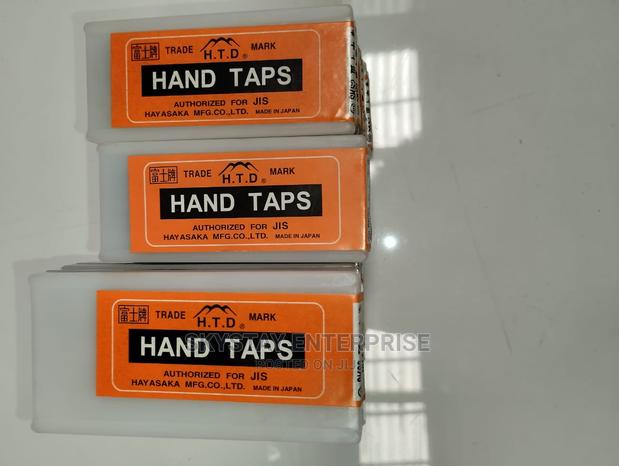 富士牌 TRADE H.T.D® MARK
HAND TAPS
AUTHORIZED FOR JIS
HAYASAKA MFG.CO.,LTD. MADE IN JAPAN
富士牌 TRADE H.T.D® MARK
HAND TAPS
AUTHORIZED FOR JIS
HAYASAKA MFG.CO.,LTD. MADE IN JAPAN
富士牌 TRADE H.T.D® MARK
SKYSTAY ENTERPRISE
HAND TAPS
POSTED ON JIJI
AUTHORIZED FOR JIS
HAYASAKA MFG.CO.,LTD. MADE IN JAPAN